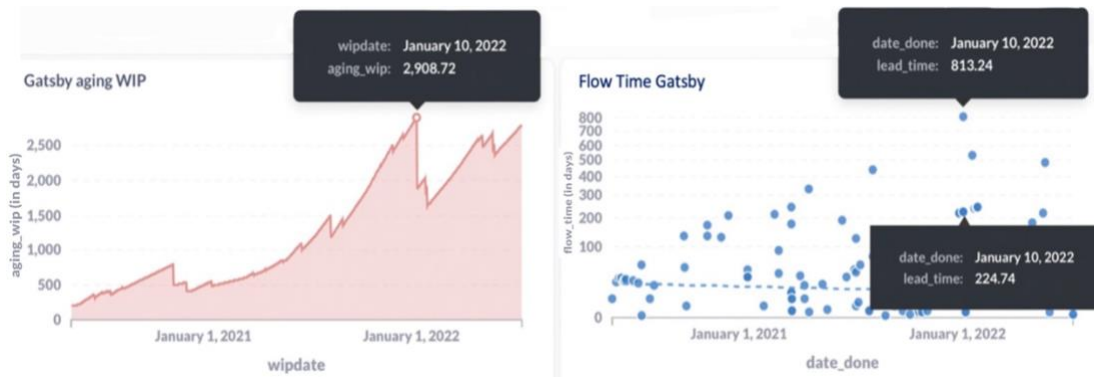 wipdate: January 10, 2022
aging_wip: 2,908.72
Gatsby aging WIP
aging_wip (in days)
2,500
2,000
1,500
1,000
500
0
January 1, 2021
January 1, 2022
wipdate
date_done: January 10, 2022
lead_time: 813.24
Flow Time Gatsby
flow_time (in days)
800
700
600
500
400
300
200
100
0
date_done: January 10, 2022
lead_time: 224.74
January 1, 2021
January 1, 2022
date_done